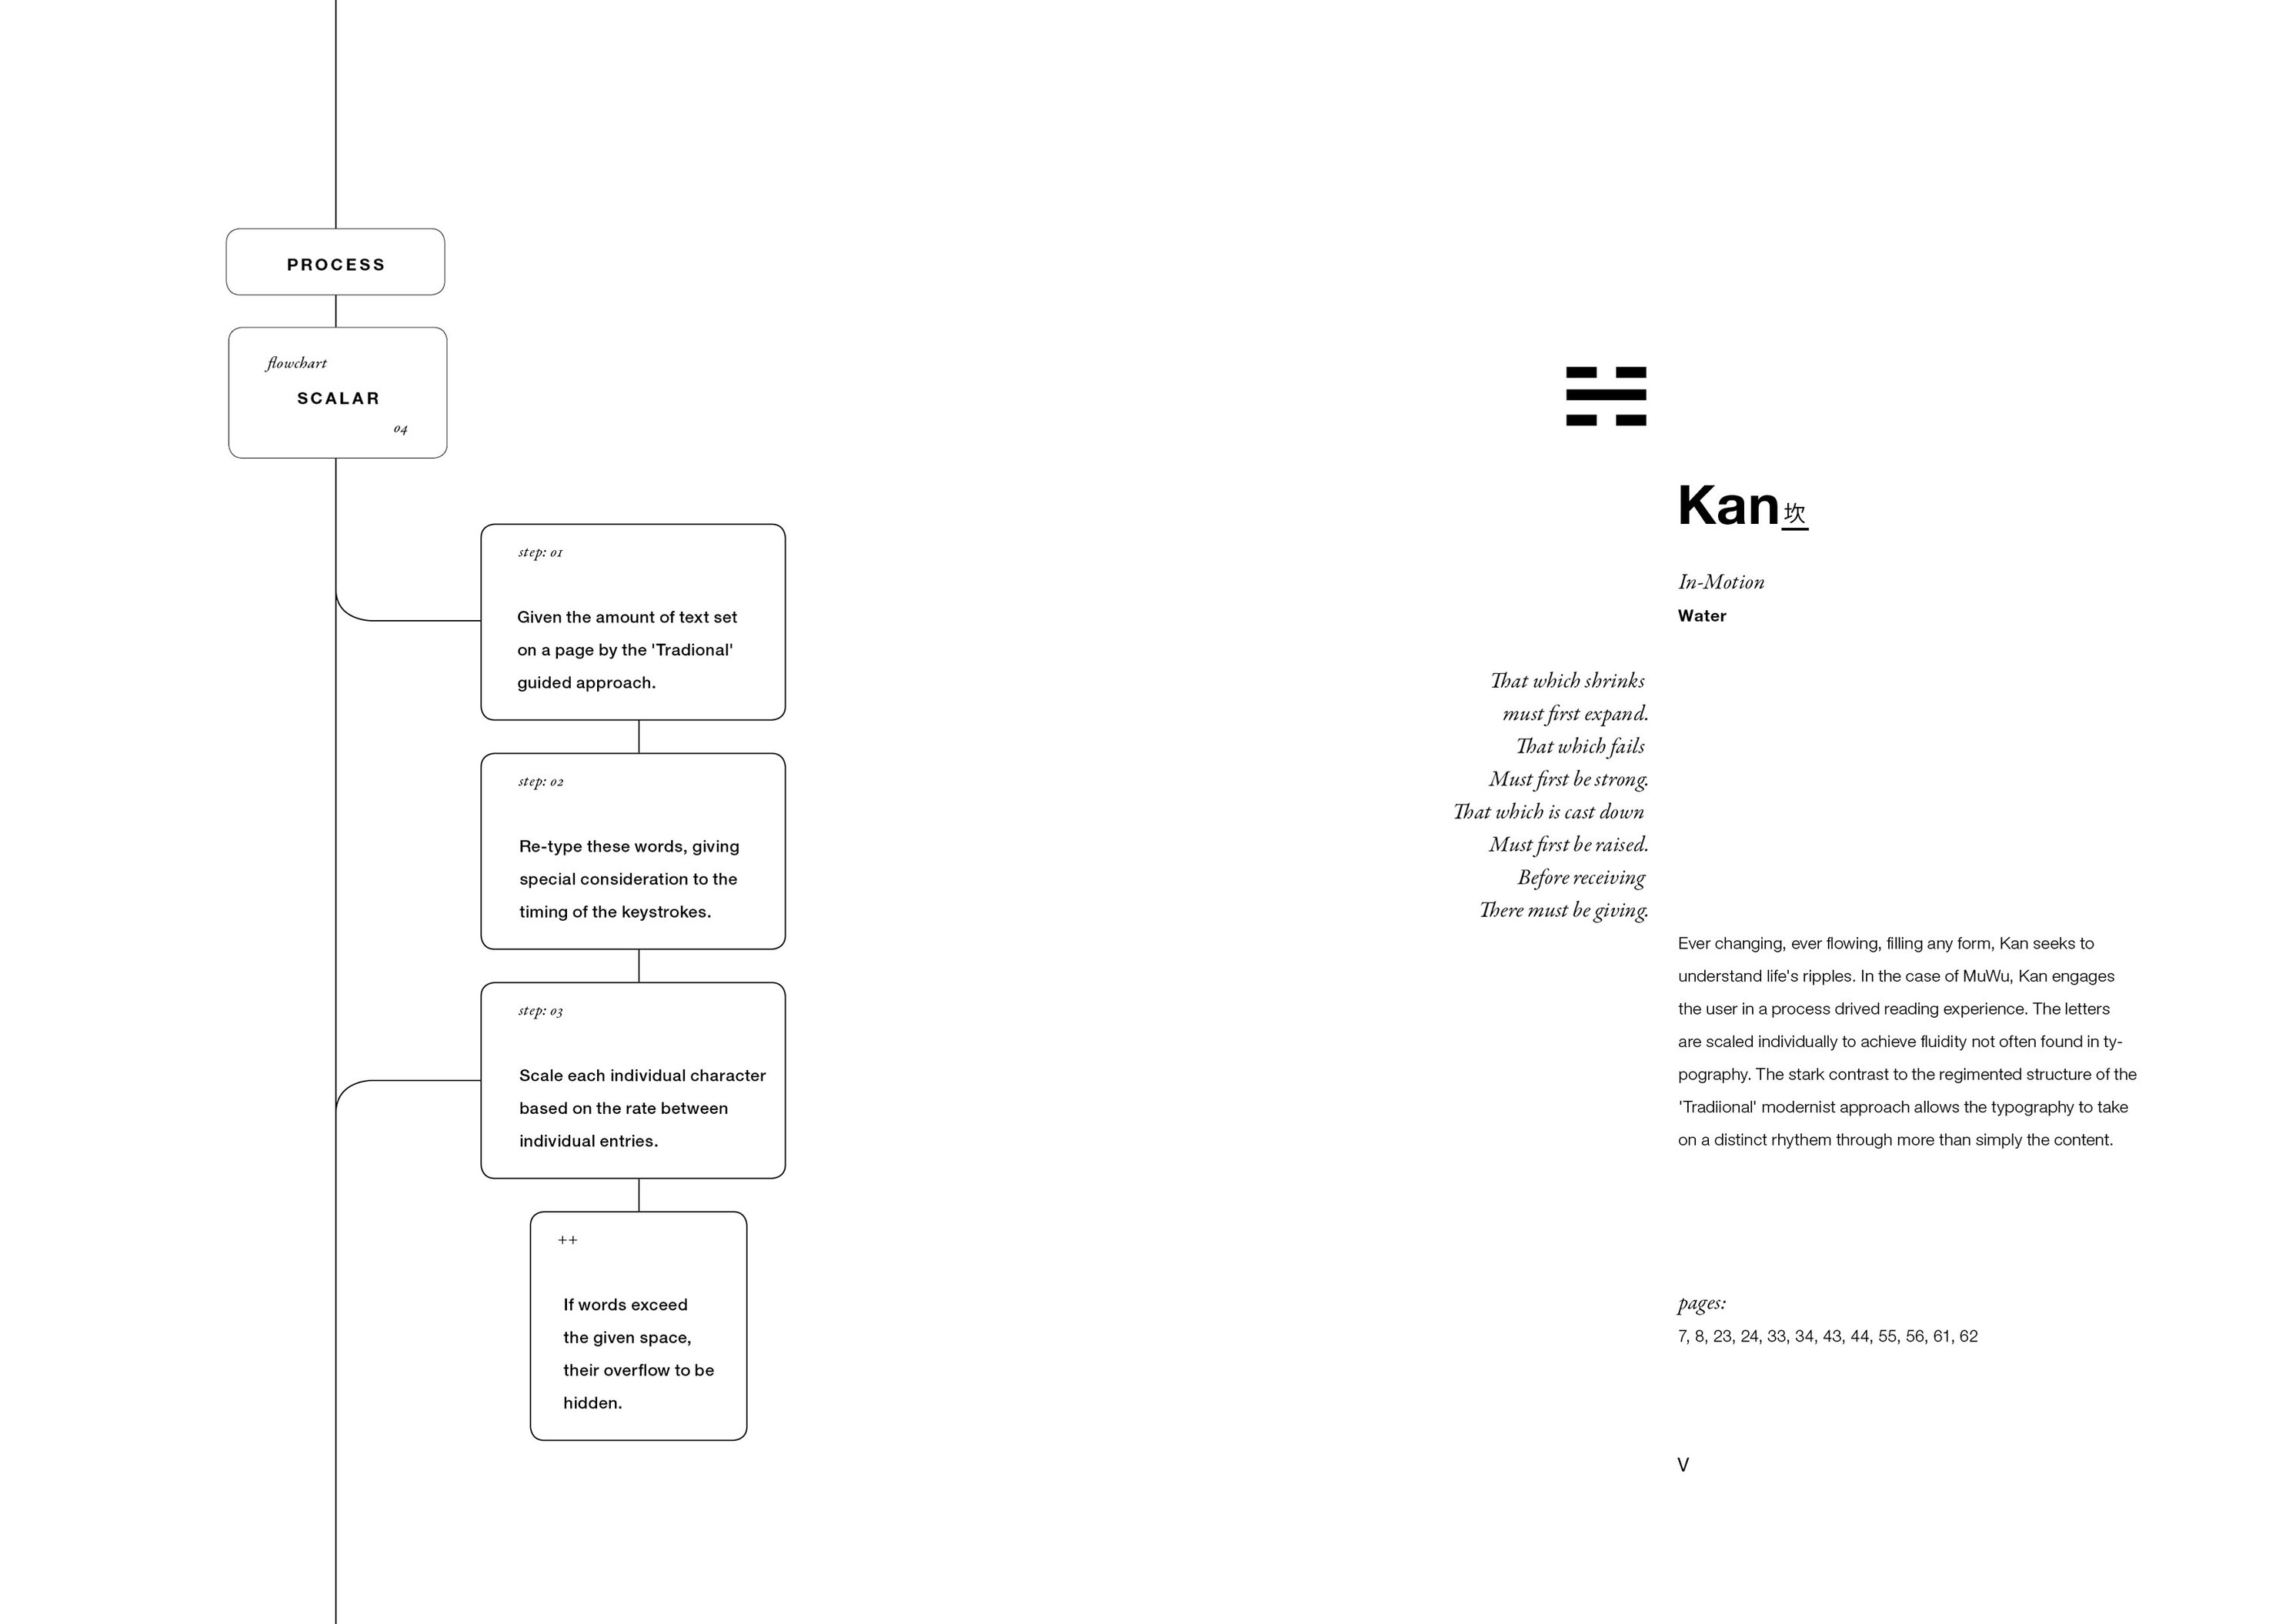 PROCESS
flowchart
SCALAR
04
step: 01
Given the amount of text set
on a page by the 'Tradional'
guided approach.
step: 02
Re-type these words, giving
special consideration to the
timing of the keystrokes.
step: 03
Scale each individual character
based on the rate between
individual entries.
++
If words exceed
the given space,
their overflow to be
hidden.
Kan坎
In-Motion
Water
That which shrinks
must first expand.
That which fails
Must first be strong.
That which is cast down
Must first be raised.
Before receiving
There must be giving.
Ever changing, ever flowing, filling any form, Kan seeks to
understand life's ripples. In the case of MuWu, Kan engages
the user in a process drived reading experience. The letters
are scaled individually to achieve fluidity not often found in ty-
pography. The stark contrast to the regimented structure of the
'Tradiional' modernist approach allows the typography to take
on a distinct rhythem through more than simply the content.
pages:
7, 8, 23, 24, 33, 34, 43, 44, 55, 56, 61, 62
V